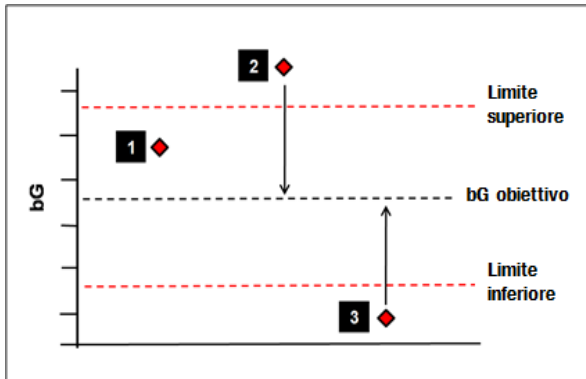 2
Limite
superiore
1
bG obiettivo
bG
Limite
inferiore
3